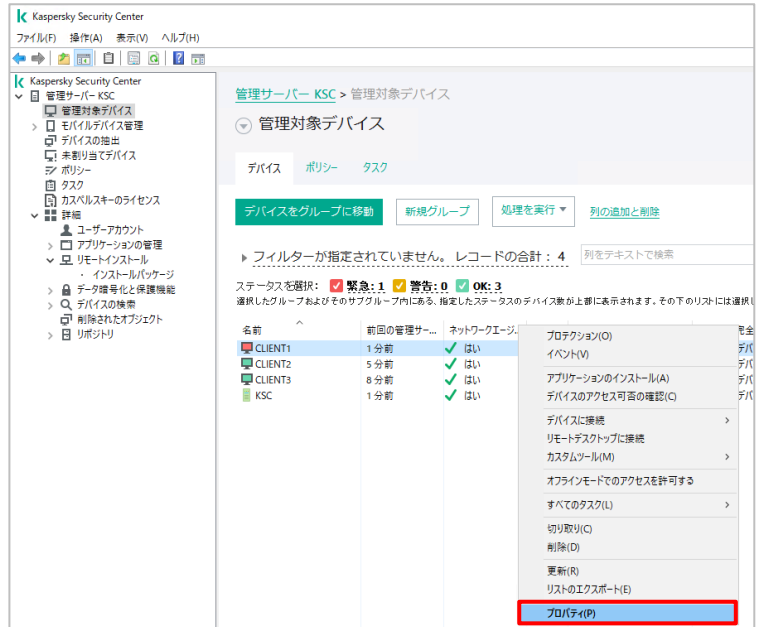 Kaspersky Security Center
ファイル(F) 操作(A) 表示(V) ヘルプ(H)
Kaspersky Security Center
管理サーバー KSC
管理対象デバイス
モバイルデバイス管理
デバイスの抽出
未割り当てデバイス
ポリシー
タスク
カスペルスキーのライセンス
詳細
ユーザーアカウント
アプリケーションの管理
リモートインストール
・ インストールパッケージ
データ暗号化と保護機能
デバイスの検索
削除されたオブジェクト
リポジトリ
管理サーバー KSC > 管理対象デバイス
管理対象デバイス
デバイス ポリシー タスク
デバイスをグループに移動 新規グループ 処理を実行 列の追加と削除
フィルターが指定されていません。 レコードの合計: 4 列をテキストで検索
ステータスを選択: 緊急: 1 警告: 0 OK: 3
選択したグループおよびそのサブグループ内にある、指定したステータスのデバイス数が上部に表示されます。その下のリストには選択し
名前 前回の管理サー... ネットワークエージ...
CLIENT1 1 分前 はい
CLIENT2 5 分前 はい
CLIENT3 8 分前 はい
KSC 1 分前 はい
プロテクション(O)
イベント(V)
アプリケーションのインストール(A)
デバイスのアクセス可否の確認(C)
デバイスに接続
リモートデスクトップに接続
カスタムツール(M)
オフラインモードでのアクセスを許可する
すべてのタスク(L)
切り取り(C)
削除(D)
更新(R)
リストのエクスポート(E)
プロパティ(P)